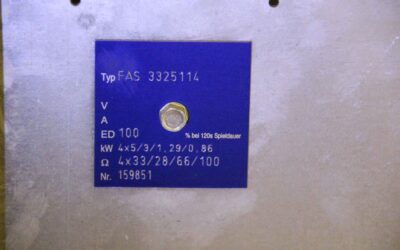 Typ FAS 3325114
V
A
ED 100 % bei 120s Spieldauer
kW 4x5/3/1,29/0,86
Ω 4x33/28/66/100
Nr. 159851